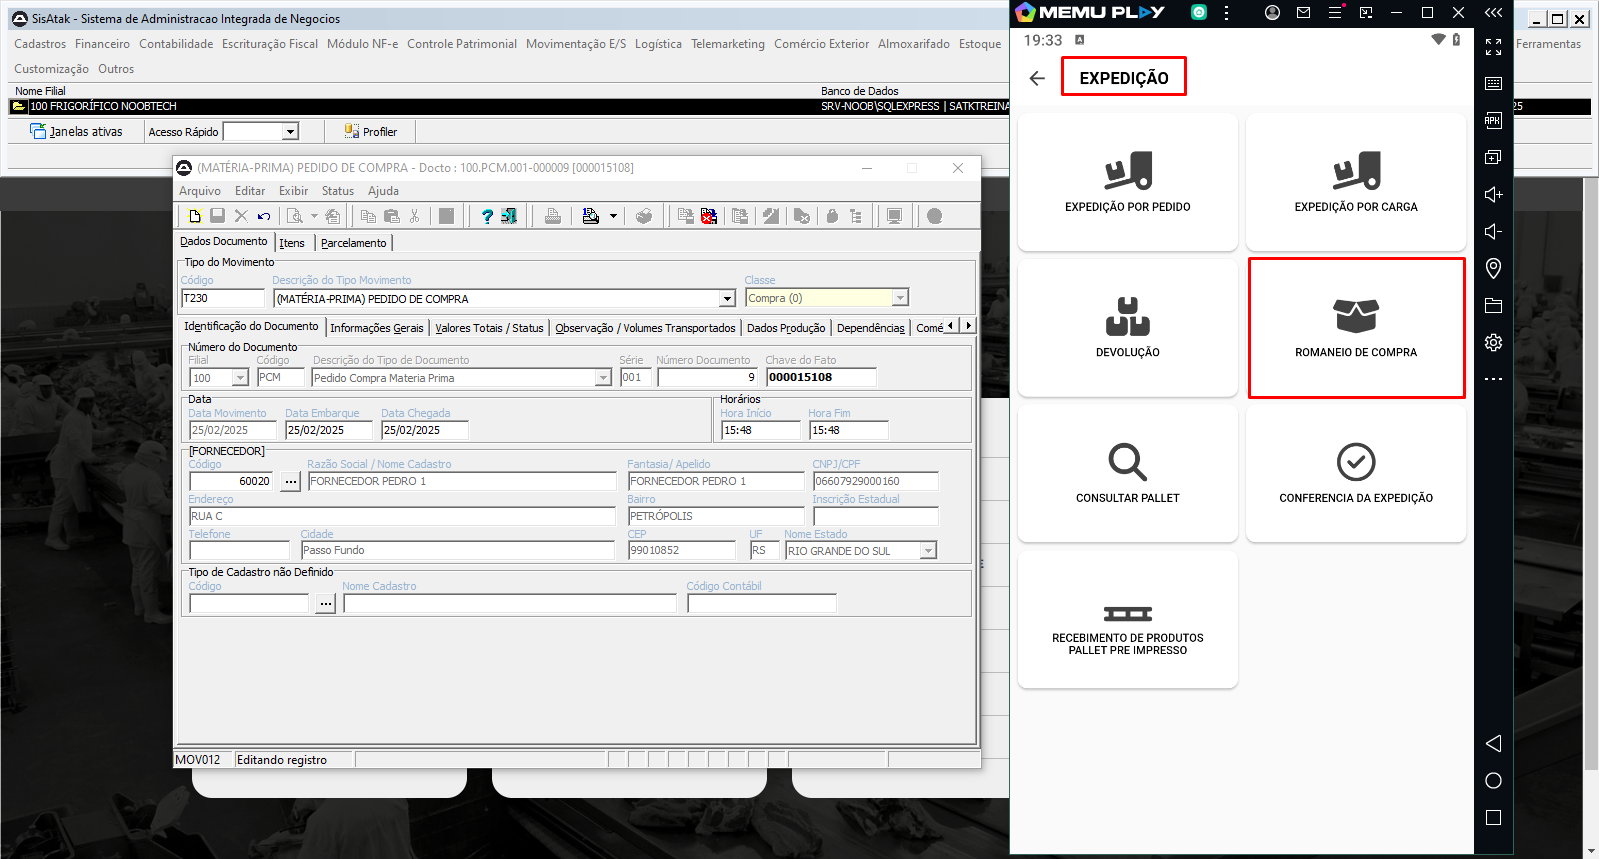 SisAtak - Sistema de Administracao Integrada de Negocios
Cadastros Financeiro Contabilidade Escrituração Fiscal Módulo NF-e Controle Patrimonial Movimentação E/S Logística Telemarketing Comércio Exterior Almoxarifado Estoque Ferramentas
Customização Outros
Nome Filial Banco de Dados
100 FRIGORÍFICO NOOBTECH SRV-NOOB\SQLEXPRESS | SATKTREINA 25
Janelas ativas Acesso Rápido Profiler
(MATÉRIA-PRIMA) PEDIDO DE COMPRA - Docto : 100.PCM.001-000009 [000015108]
Arquivo Editar Exibir Status Ajuda
Dados Documento Itens Parcelamento
Tipo do Movimento
Código Descrição do Tipo Movimento Classe
T230 (MATÉRIA-PRIMA) PEDIDO DE COMPRA Compra (0)
Identificação do Documento Informações Gerais Valores Totais / Status Observação / Volumes Transportados Dados Produção Dependências Comé
Número do Documento
Filial Código Descrição do Tipo de Documento Série Número Documento Chave do Fato
100 PCM Pedido Compra Materia Prima 001 9 000015108
Data Horários
Data Movimento Data Embarque Data Chegada Hora Início Hora Fim
25/02/2025 25/02/2025 25/02/2025 15:48 15:48
[FORNECEDOR]
Código Razão Social / Nome Cadastro Fantasia/ Apelido CNPJ/CPF
60020 ... FORNECEDOR PEDRO 1 FORNECEDOR PEDRO 1 06607929000160
Endereço Bairro Inscrição Estadual
RUA C PETRÓPOLIS
Telefone Cidade CEP UF Nome Estado
Passo Fundo 99010852 RS RIO GRANDE DO SUL
Tipo de Cadastro não Definido
Código Nome Cadastro Código Contábil
...
MOV012 Editando registro
MEMU PLAY
19:33 A
EXPEDIÇÃO
EXPEDIÇÃO POR PEDIDO
EXPEDIÇÃO POR CARGA
DEVOLUÇÃO
ROMANEIO DE COMPRA
CONSULTAR PALLET
CONFERENCIA DA EXPEDIÇÃO
RECEBIMENTO DE PRODUTOS
PALLET PRE IMPRESSO
APK